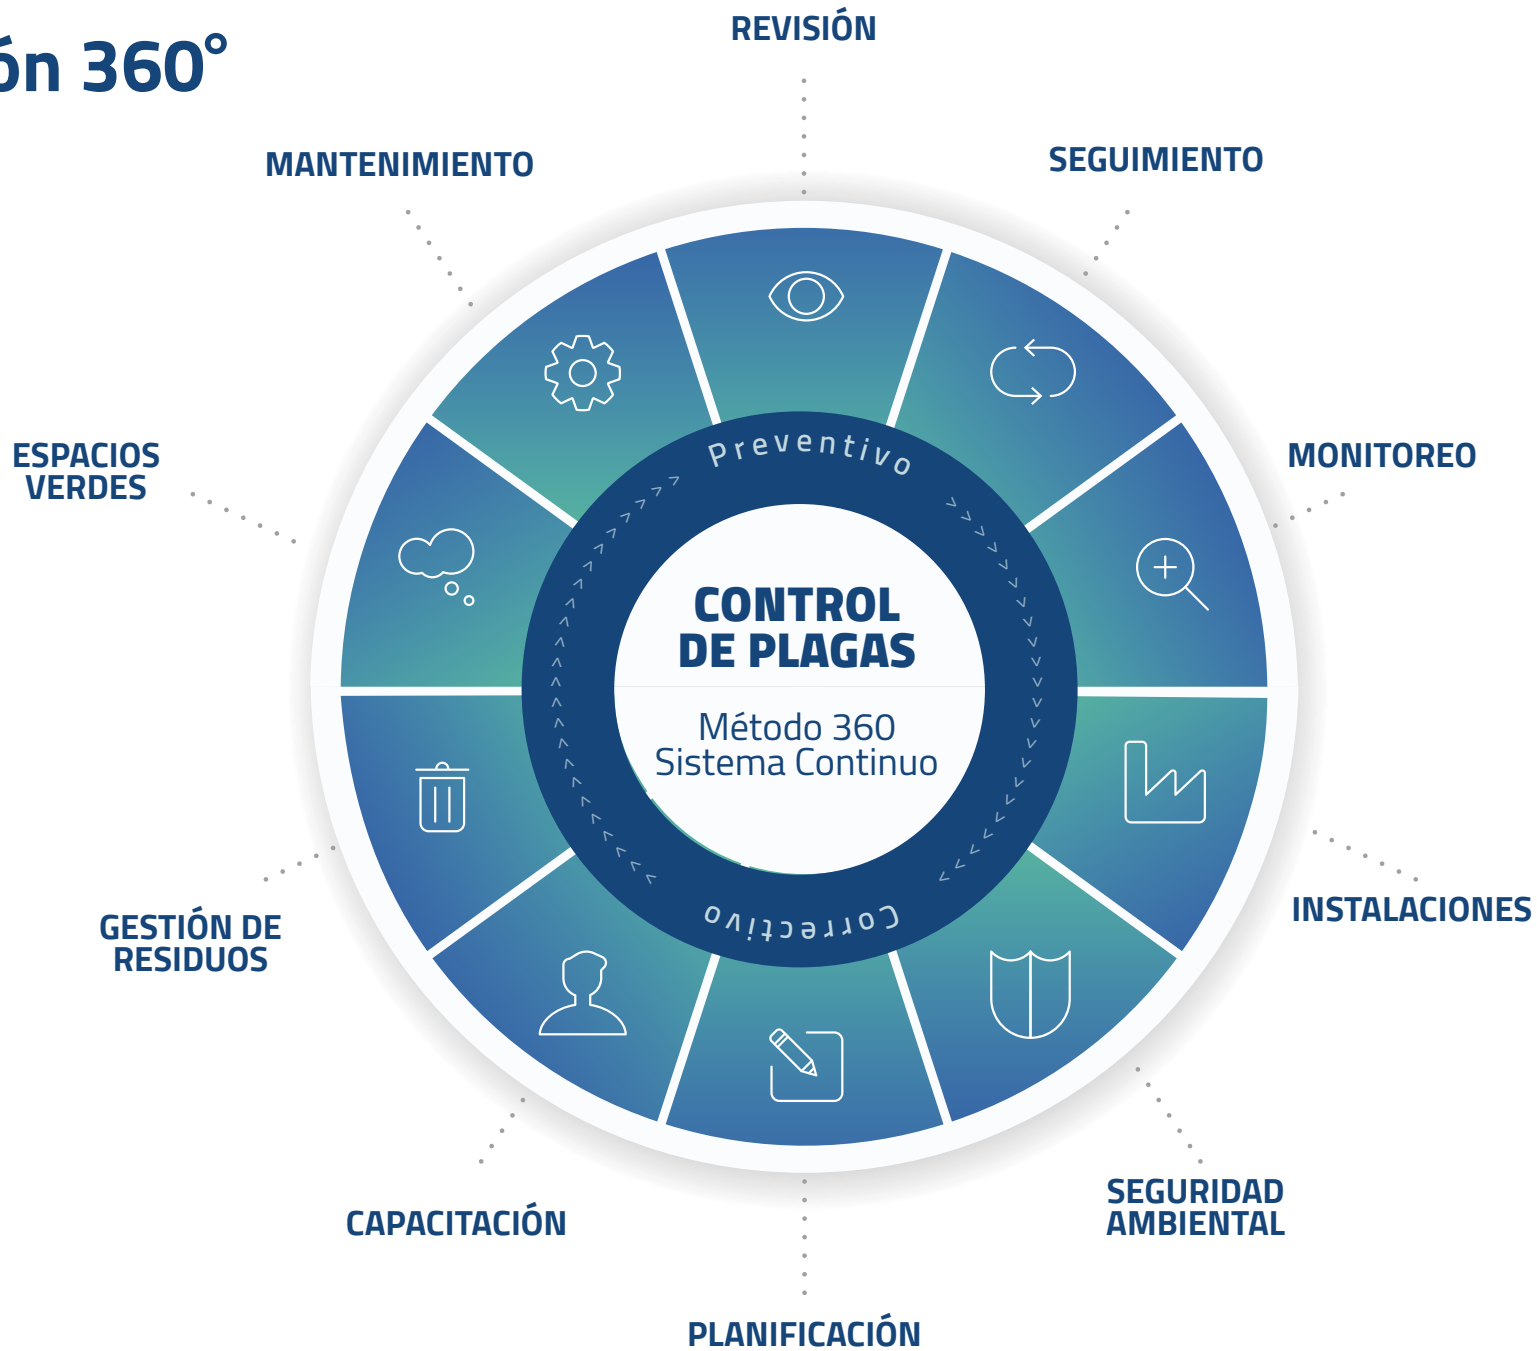 ón 360°
REVISIÓN
SEGUIMIENTO
MONITOREO
INSTALACIONES
SEGURIDAD
AMBIENTAL
PLANIFICACIÓN
CAPACITACIÓN
GESTIÓN DE
RESIDUOS
ESPACIOS
VERDES
MANTENIMIENTO
Preventivo
CONTROL
DE PLAGAS
Método 360
Sistema Continuo
Correctivo